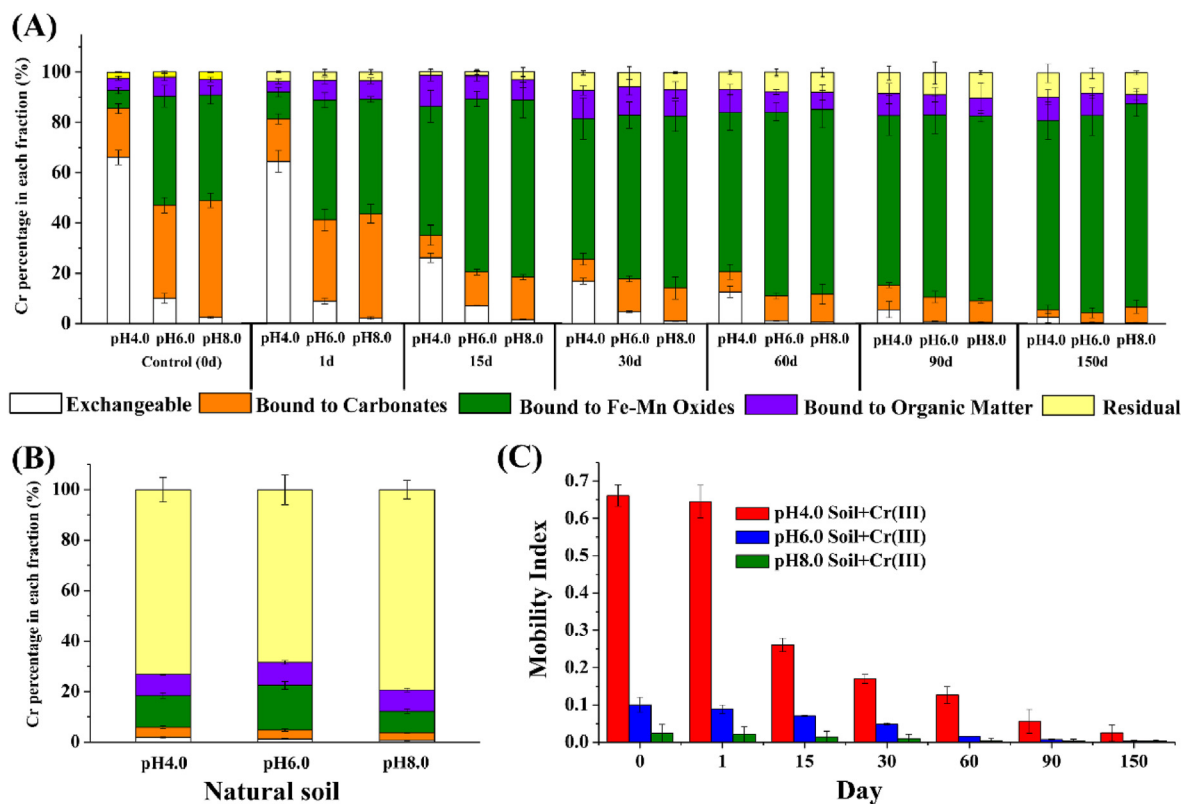 (A)
Cr percentage in each fraction (%)
100
80
60
40
20
0
pH4.0 pH6.0 pH8.0 pH4.0 pH6.0 pH8.0 pH4.0 pH6.0 pH8.0 pH4.0 pH6.0 pH8.0 pH4.0 pH6.0 pH8.0 pH4.0 pH6.0 pH8.0 pH4.0 pH6.0 pH8.0
Control (0d) 1d 15d 30d 60d 90d 150d
Exchangeable Bound to Carbonates Bound to Fe-Mn Oxides Bound to Organic Matter Residual
(B)
Cr percentage in each fraction (%)
100
80
60
40
20
0
pH4.0 pH6.0 pH8.0
Natural soil
(C)
Mobility Index
0.7
0.6
0.5
0.4
0.3
0.2
0.1
0.0
pH4.0 Soil+Cr(III)
pH6.0 Soil+Cr(III)
pH8.0 Soil+Cr(III)
0 1 15 30 60 90 150
Day